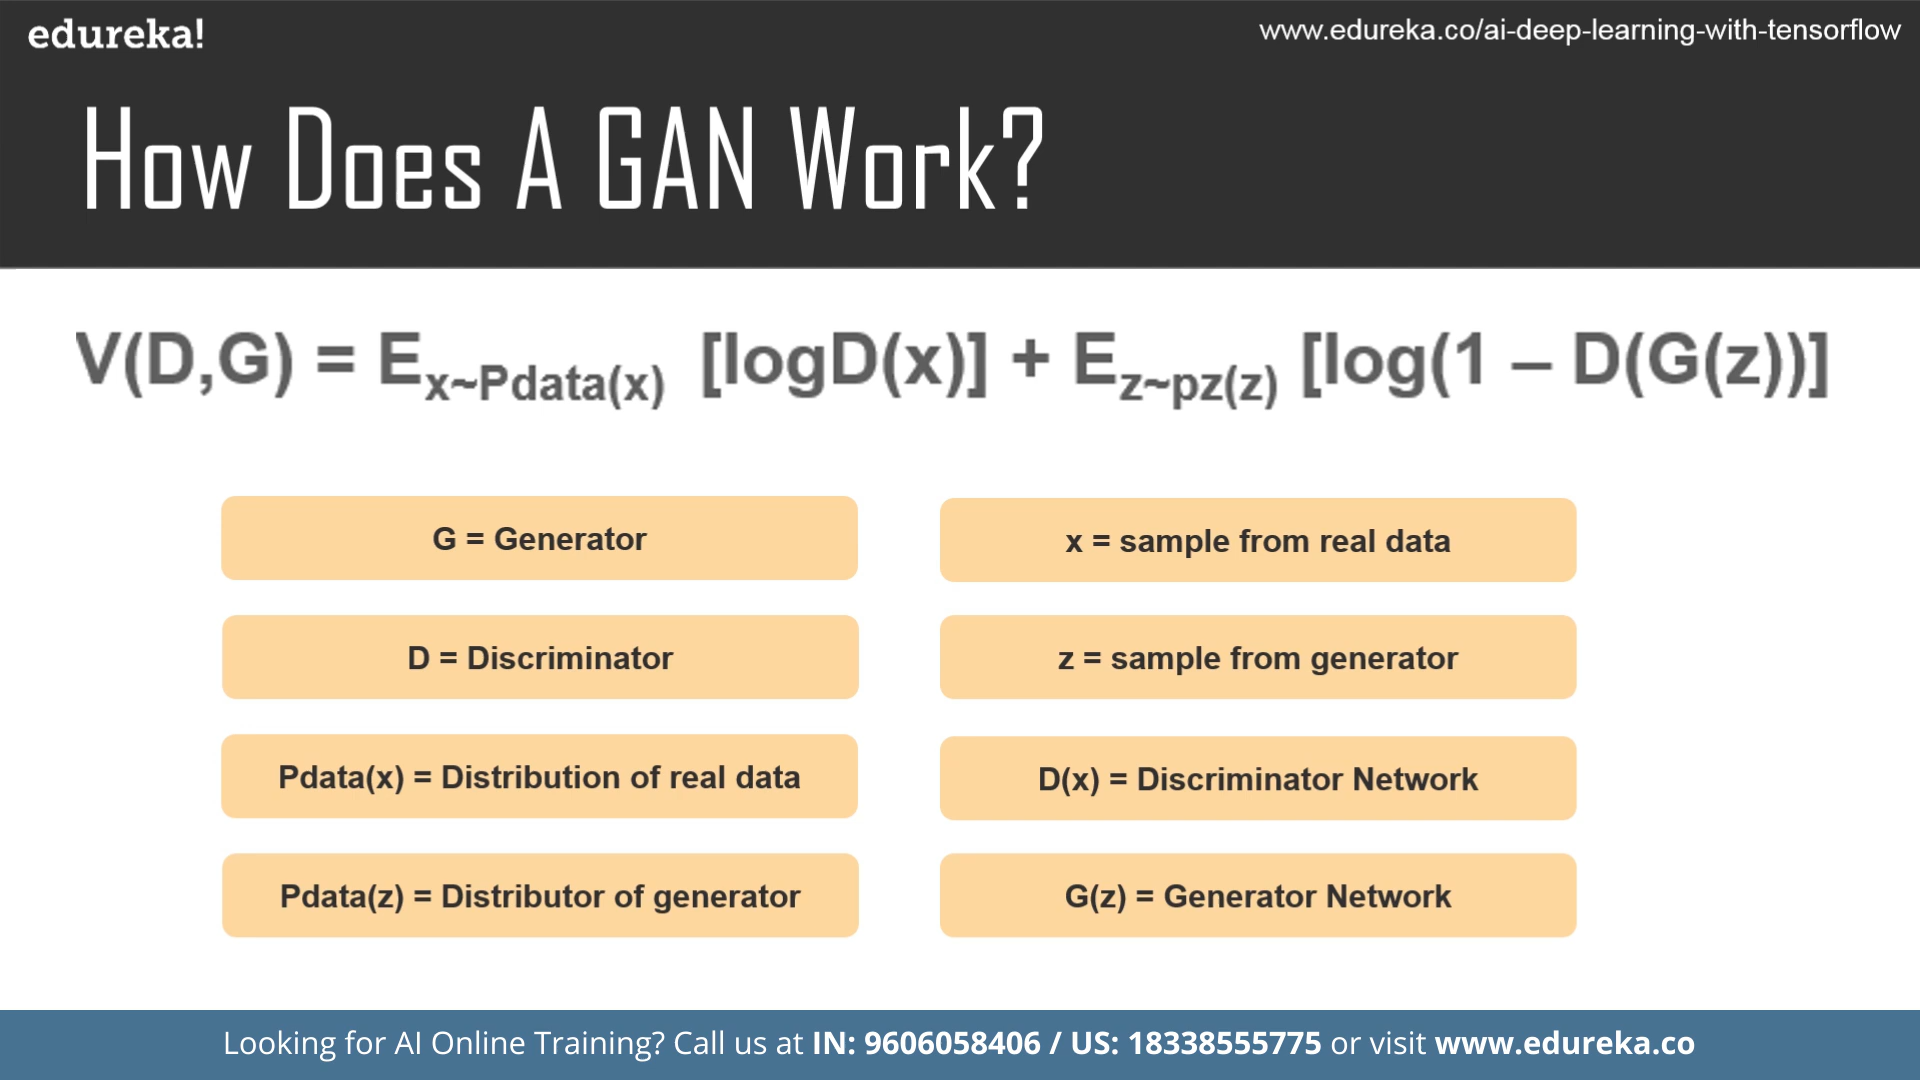 edureka!
www.edureka.co/ai-deep-learning-with-tensorflow
How Does A GAN Work?
V(D,G) = Ex~Pdata(x) [logD(x)] + Ez~pz(z) [log(1 – D(G(z))]
G = Generator
x = sample from real data
D = Discriminator
z = sample from generator
Pdata(x) = Distribution of real data
D(x) = Discriminator Network
Pdata(z) = Distributor of generator
G(z) = Generator Network
Looking for AI Online Training? Call us at IN: 9606058406 / US: 18338555775 or visit www.edureka.co